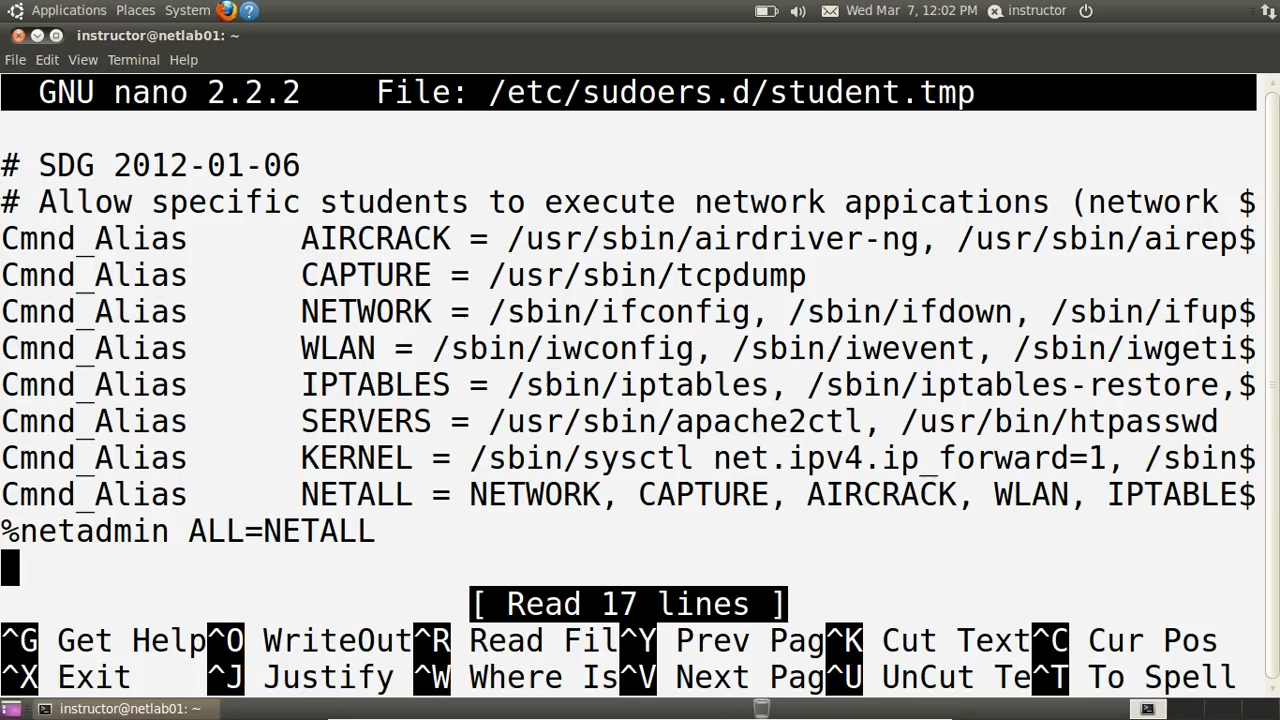 Applications Places System Wed Mar 7, 12:02 PM instructor
instructor@netlab01: ~
File Edit View Terminal Help
GNU nano 2.2.2 File: /etc/sudoers.d/student.tmp
# SDG 2012-01-06
# Allow specific students to execute network appications (network $
Cmnd_Alias AIRCRACK = /usr/sbin/airdriver-ng, /usr/sbin/airep$
Cmnd_Alias CAPTURE = /usr/sbin/tcpdump
Cmnd_Alias NETWORK = /sbin/ifconfig, /sbin/ifdown, /sbin/ifup$
Cmnd_Alias WLAN = /sbin/iwconfig, /sbin/iwevent, /sbin/iwgeti$
Cmnd_Alias IPTABLES = /sbin/iptables, /sbin/iptables-restore,$
Cmnd_Alias SERVERS = /usr/sbin/apache2ctl, /usr/bin/htpasswd
Cmnd_Alias KERNEL = /sbin/sysctl net.ipv4.ip_forward=1, /sbin$
Cmnd_Alias NETALL = NETWORK, CAPTURE, AIRCRACK, WLAN, IPTABLE$
%netadmin ALL=NETALL
[ Read 17 lines ]
^G Get Help^O WriteOut^R Read Fil^Y Prev Pag^K Cut Text^C Cur Pos
^X Exit ^J Justify ^W Where Is^V Next Pag^U UnCut Te^T To Spell
instructor@netlab01: ~